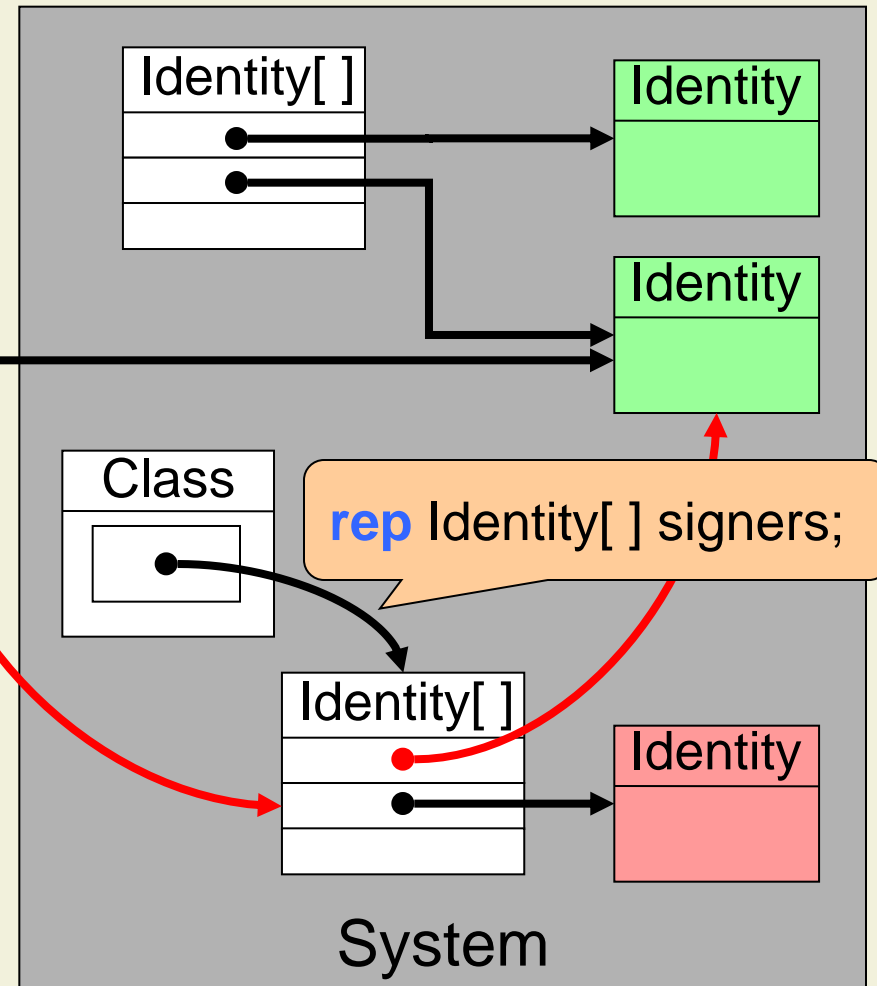 Identity[ ]
Identity
Identity
Class
rep Identity[ ] signers;
Identity[ ]
Identity
System